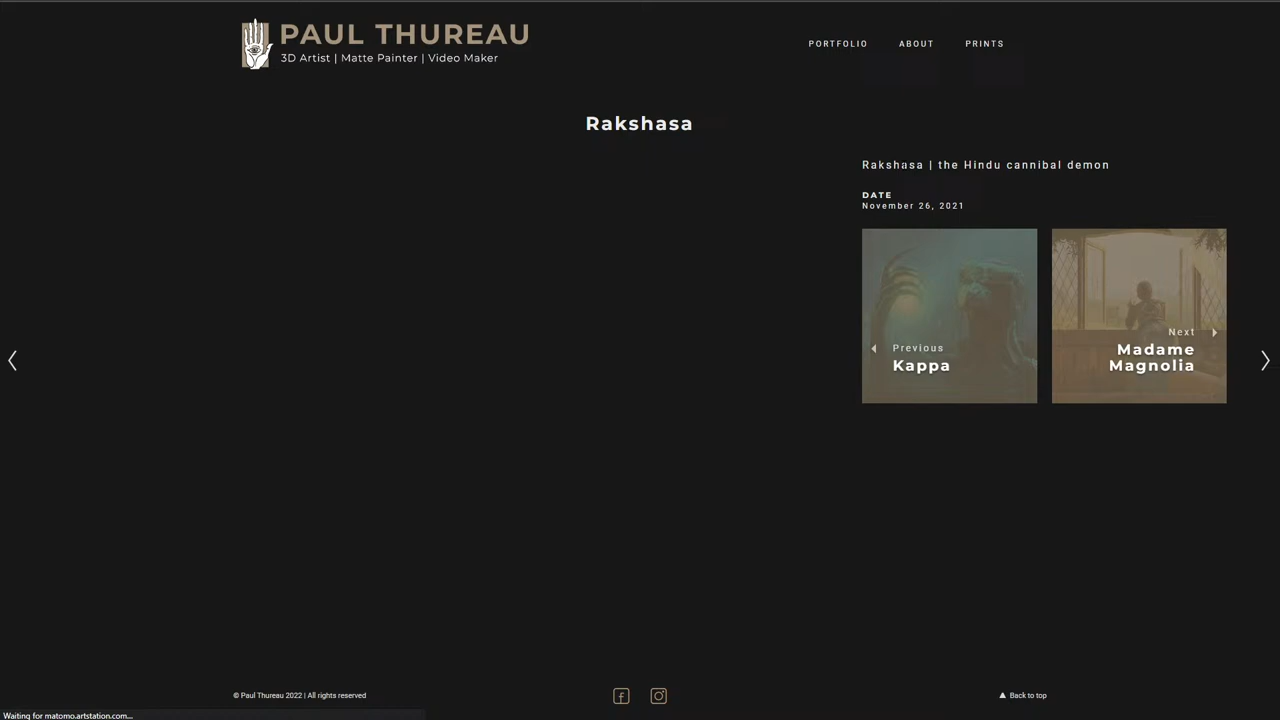 PAUL THUREAU
3D Artist | Matte Painter | Video Maker
PORTFOLIO
ABOUT
PRINTS
Rakshasa
Rakshasa | the Hindu cannibal demon
DATE
November 26, 2021
Previous
Kappa
Next
Madame
Magnolia
© Paul Thureau 2022 | All rights reserved
Back to top
Waiting for matomo.artstation.com...